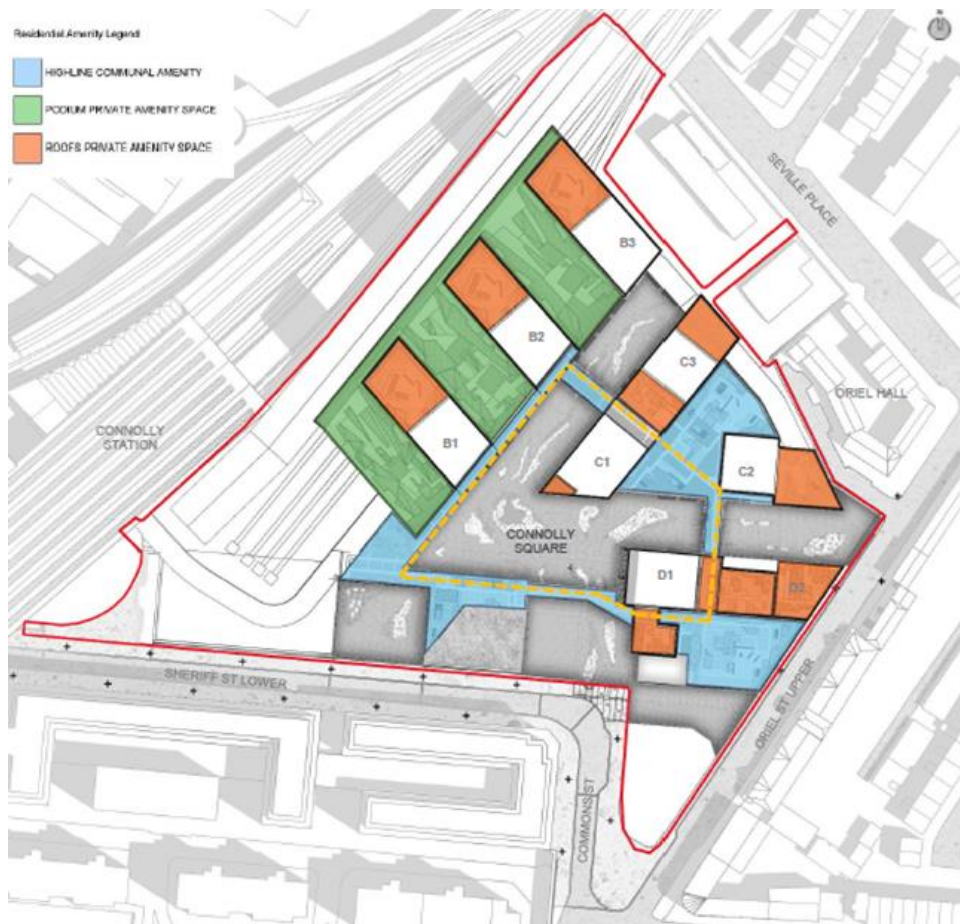 N
Residential Amenity Legend
HIGHLINE COMMUNAL AMENITY
PODIUM PRIVATE AMENITY SPACE
ROOFS PRIVATE AMENITY SPACE
SEVILLE PLACE
B3
B2
C3
ORIEL HALL
CONNOLLY
STATION
B1
C1
C2
CONNOLLY
SQUARE
D1
D2
SHERIFF ST LOWER
ORIEL ST UPPER
COMMONS ST